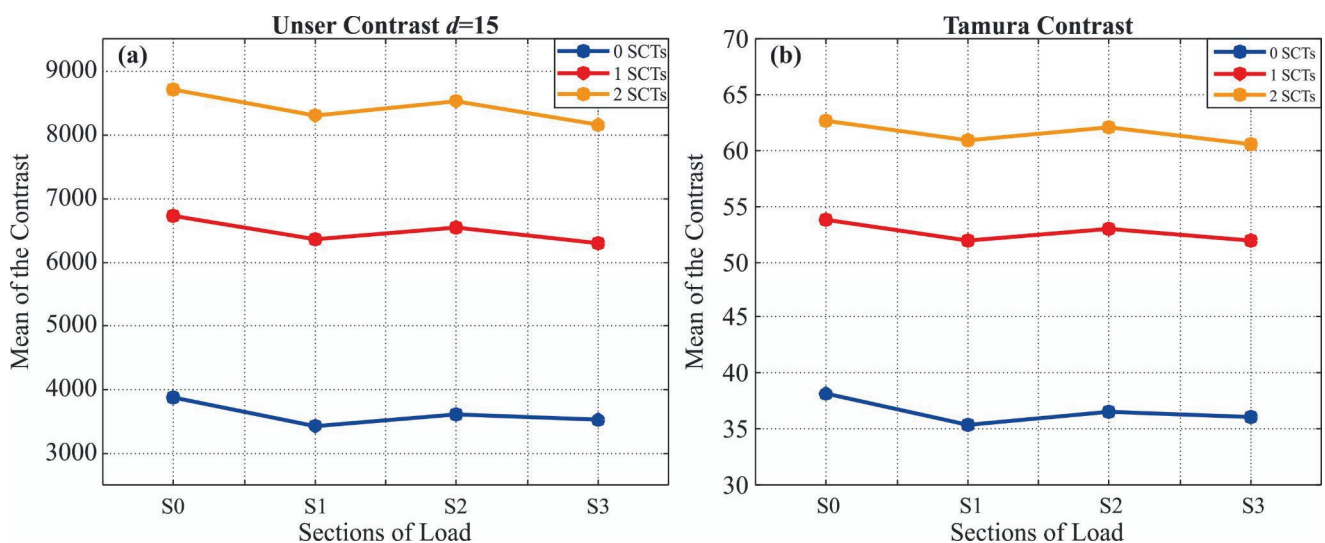 Unser Contrast d=15
(a)
0 SCTs
1 SCTs
2 SCTs
9000
8000
7000
6000
5000
4000
3000
Mean of the Contrast
S0 S1 S2 S3
Sections of Load
Tamura Contrast
(b)
0 SCTs
1 SCTs
2 SCTs
70
65
60
55
50
45
40
35
30
Mean of the Contrast
S0 S1 S2 S3
Sections of Load